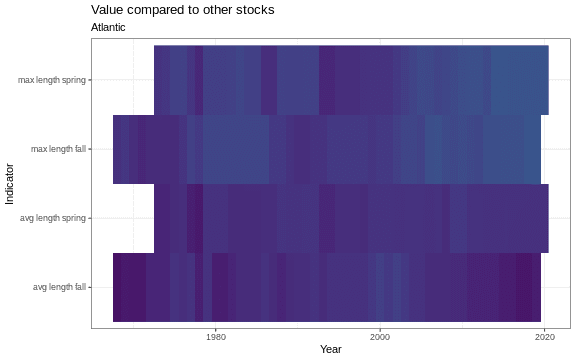 Value compared to other stocks
Atlantic
Indicator
max length spring
max length fall
avg length spring
avg length fall
1980
2000
2020
Year